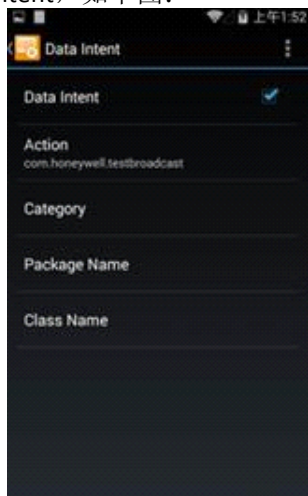 tent，如下图：
上午1:52
Data Intent
Data Intent
Action
com.honeywell.testbroadcast
Category
Package Name
Class Name